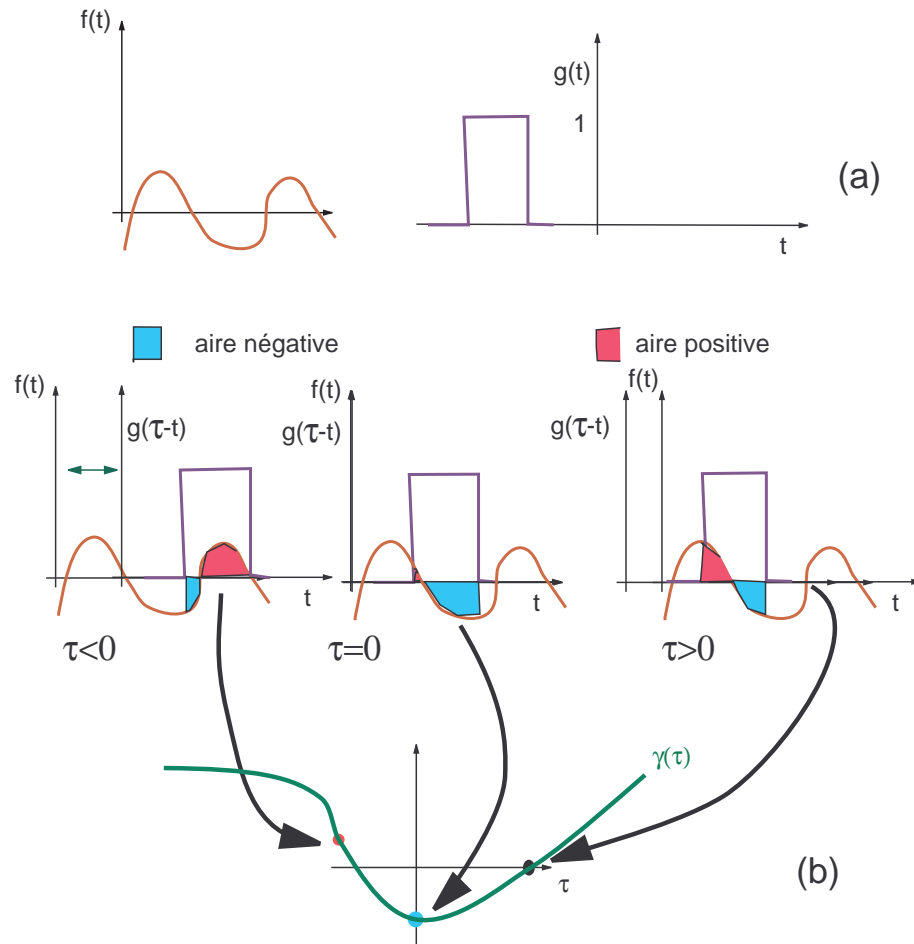 f(t)
g(t)
1
t
(a)
aire négative
aire positive
f(t)
g(τ-t)
t
τ<0
f(t)
g(τ-t)
t
τ=0
f(t)
g(τ-t)
t
τ>0
γ(τ)
τ
(b)